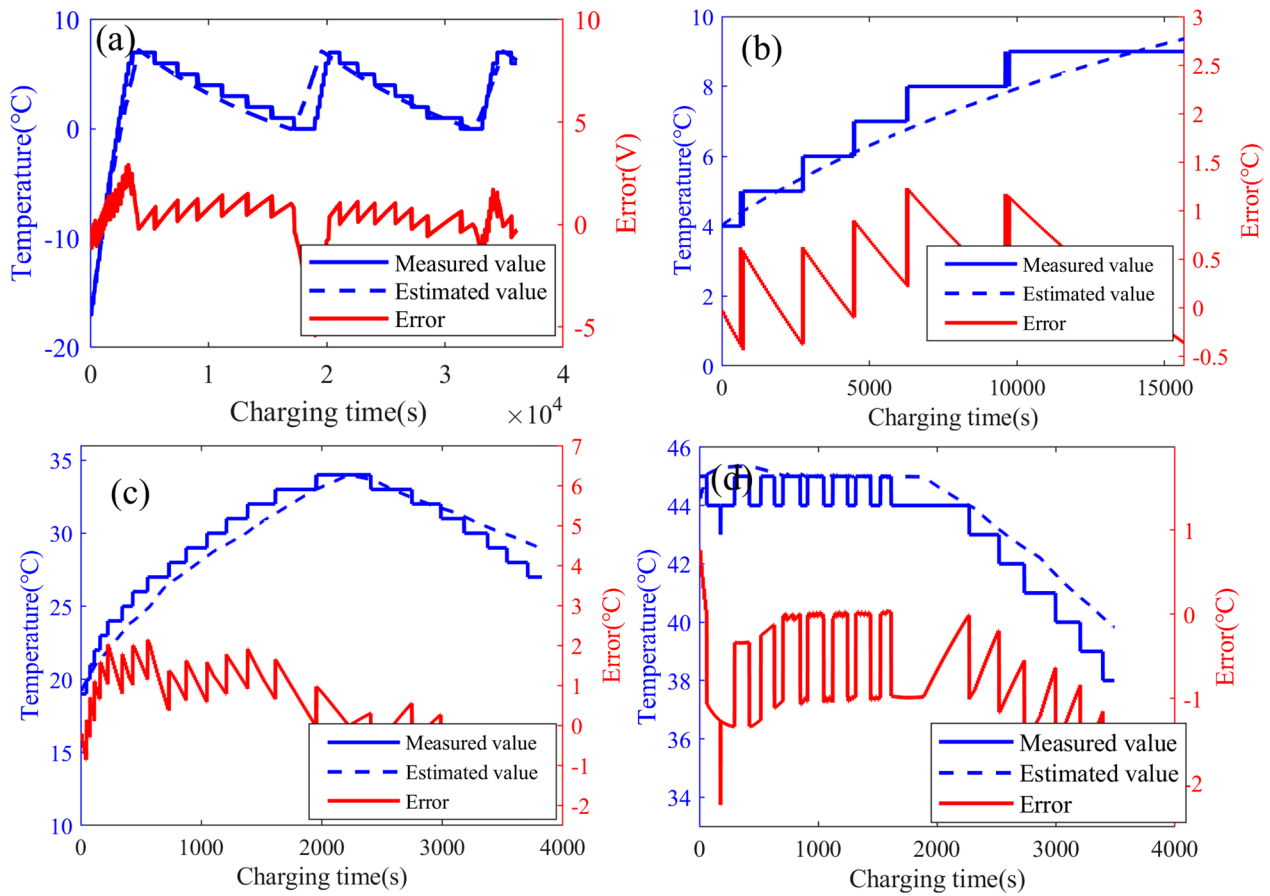 (a)
10
0
-10
-20
Temperature(°C)
10
5
0
-5
Error(V)
Measured value
Estimated value
Error
0
1
2
3
4
Charging time(s)
×10⁴
(b)
10
8
6
4
2
0
Temperature(°C)
3
2.5
2
1.5
1
0.5
0
-0.5
Error(°C)
Measured value
Estimated value
Error
0
5000
10000
15000
Charging time(s)
(c)
35
30
25
20
15
10
Temperature(°C)
7
6
5
4
3
2
1
0
-1
-2
Error(°C)
Measured value
Estimated value
Error
0
1000
2000
3000
4000
Charging time(s)
(d)
46
45
44
42
40
38
36
34
33
Temperature(°C)
1
0
-1
-2
Error(°C)
Measured value
Estimated value
Error
0
1000
2000
3000
4000
Charging time(s)